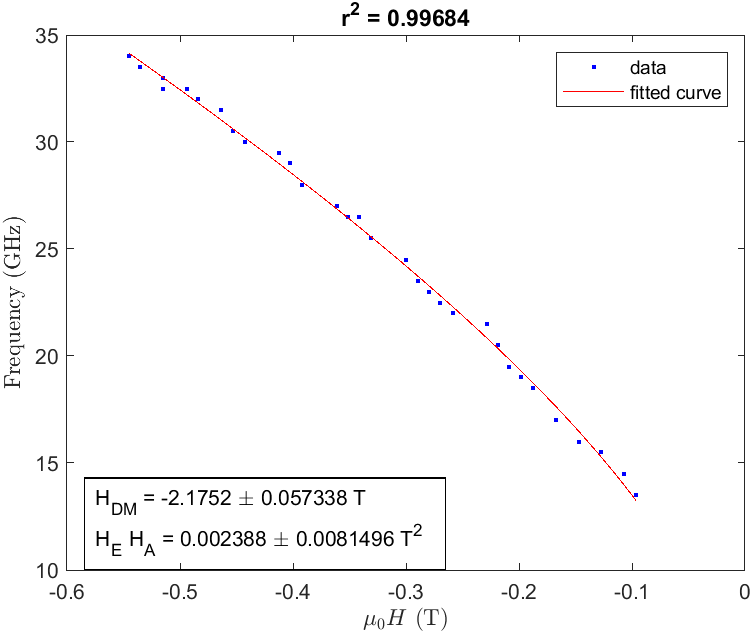 r² = 0.99684
35
30
25
20
15
10
Frequency (GHz)
data
fitted curve
H_DM = -2.1752 ± 0.057338 T
H_E H_A = 0.002388 ± 0.0081496 T²
-0.6 -0.5 -0.4 -0.3 -0.2 -0.1 0
μ₀H (T)